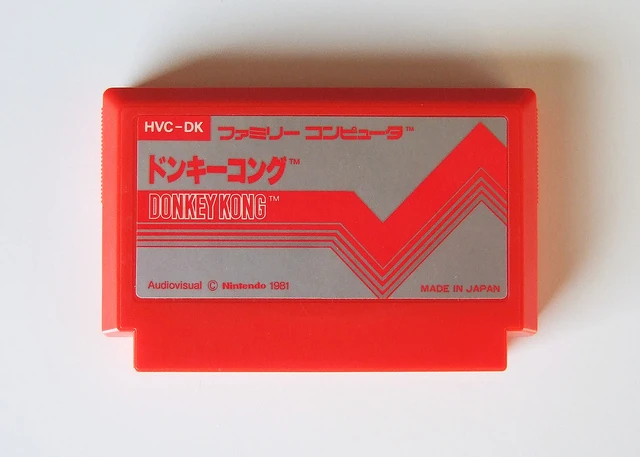 HVC-DK ファミリーコンピュータ™
ドンキーコング™
DONKEY KONG™
Audiovisual © Nintendo 1981
MADE IN JAPAN